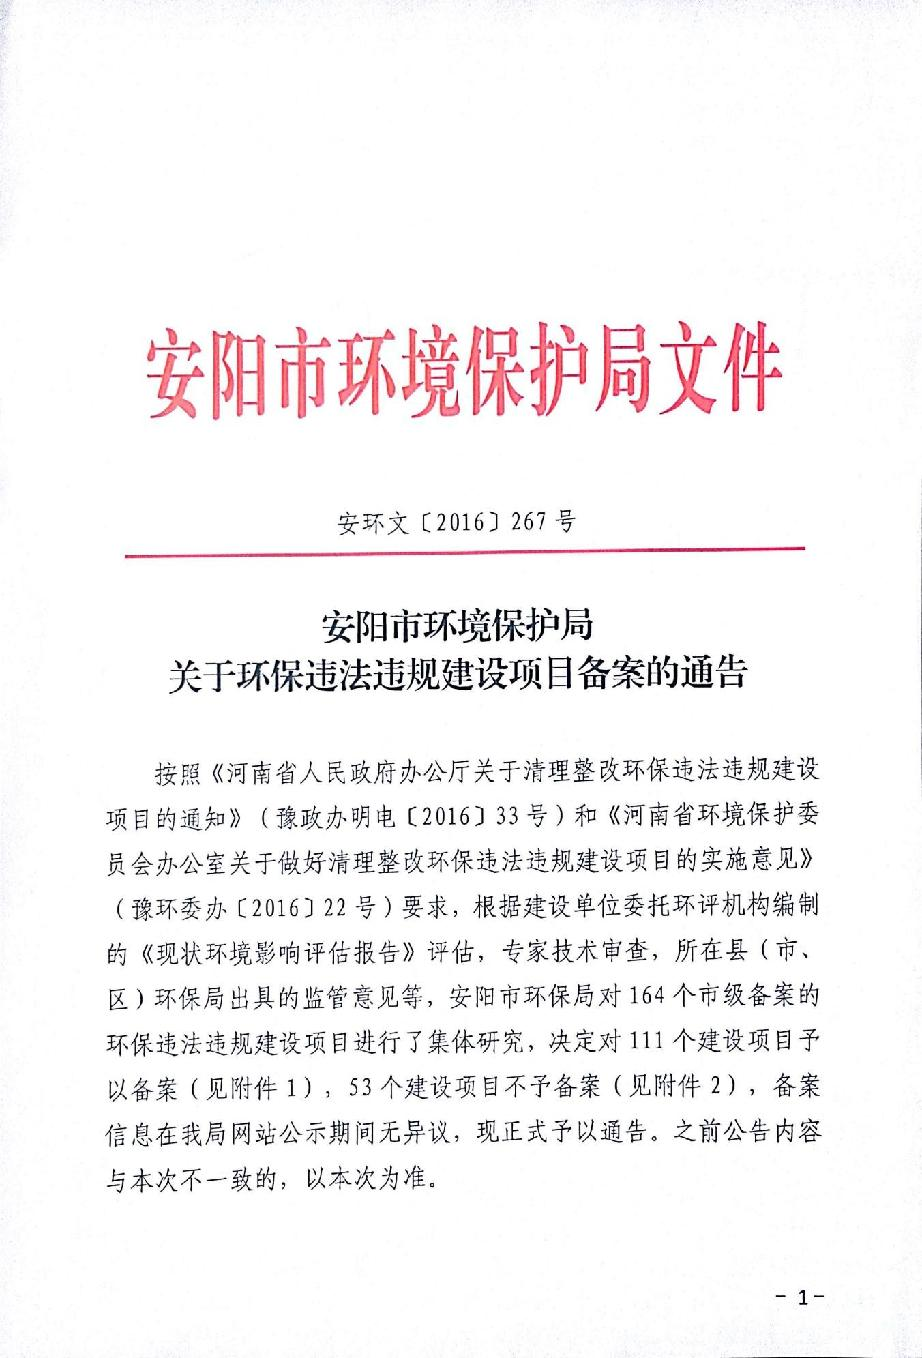 安阳市环境保护局文件
安环文〔2016〕267号
安阳市环境保护局
关于环保违法违规建设项目备案的通告
按照《河南省人民政府办公厅关于清理整改环保违法违规建设
项目的通知》（豫政办明电〔2016〕33号）和《河南省环境保护委
员会办公室关于做好清理整改环保违法违规建设项目的实施意见》
（豫环委办〔2016〕22号）要求，根据建设单位委托环评机构编制
的《现状环境影响评估报告》评估，专家技术审查，所在县（市、
区）环保局出具的监管意见等，安阳市环保局对164个市级备案的
环保违法违规建设项目进行了集体研究，决定对111个建设项目予
以备案（见附件1），53个建设项目不予备案（见附件2），备案
信息在我局网站公示期间无异议，现正式予以通告。之前公告内容
与本次不一致的，以本次为准。
- 1 -